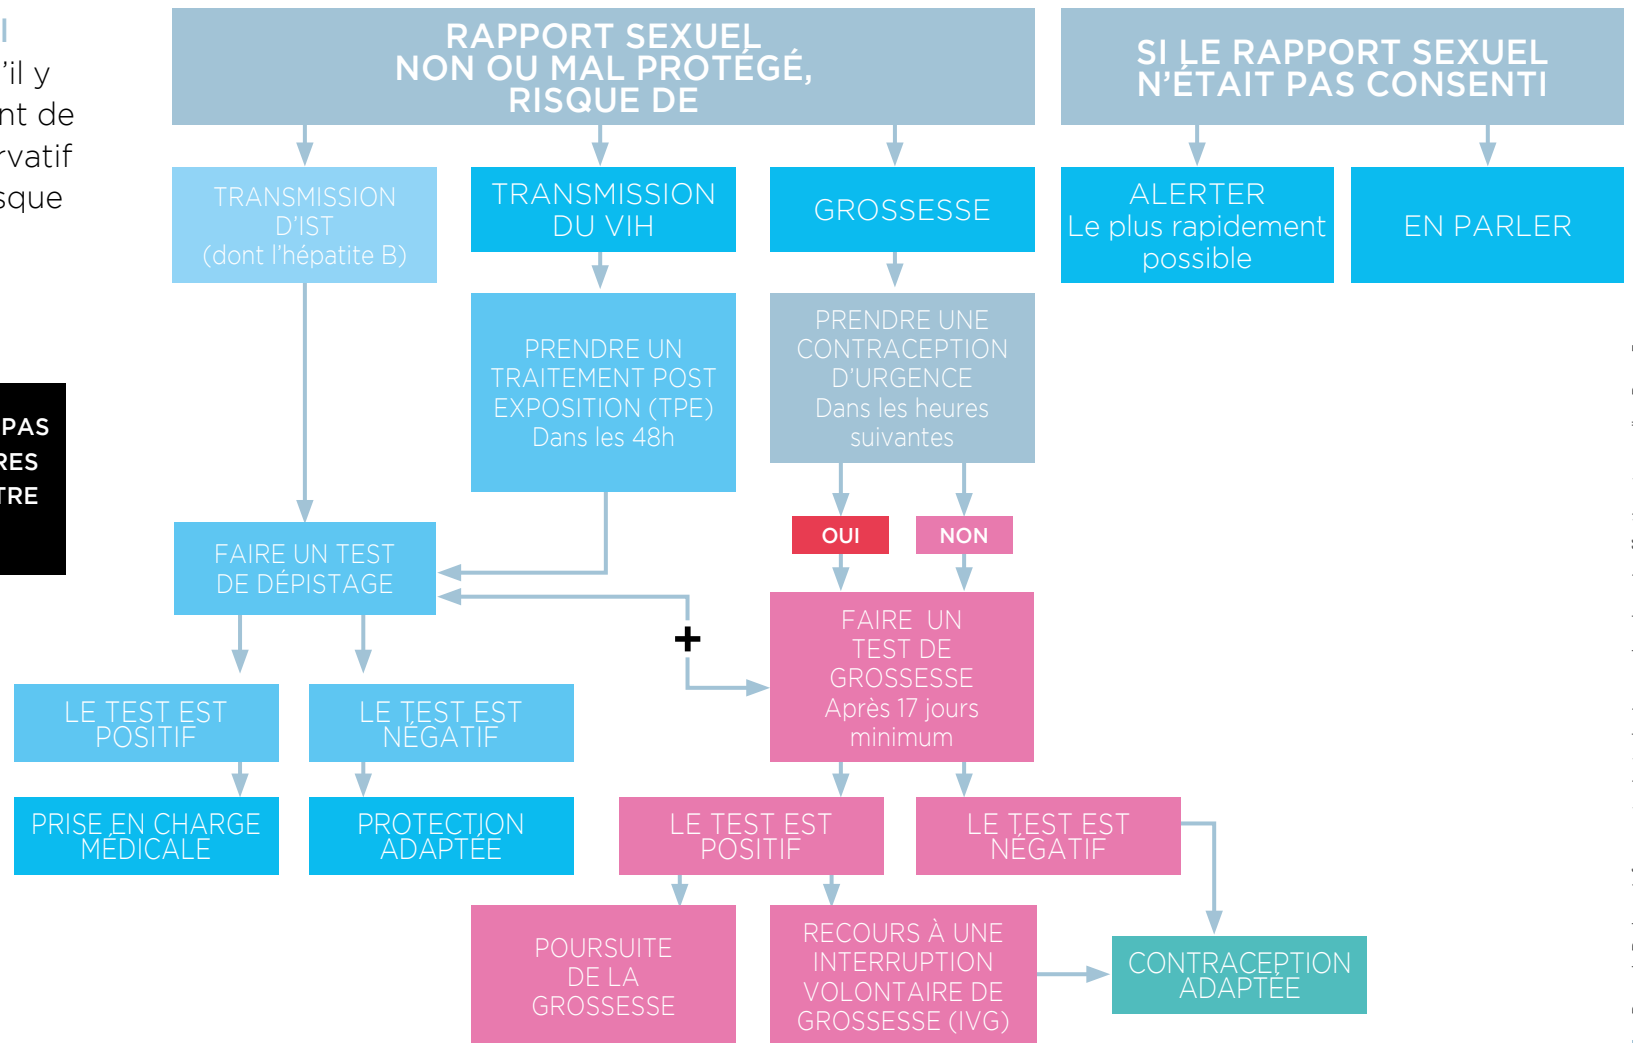 I
'il y
nt de
rvatif
sque
PAS
RES
TRE
RAPPORT SEXUEL
NON OU MAL PROTÉGÉ,
RISQUE DE
SI LE RAPPORT SEXUEL
N'ÉTAIT PAS CONSENTI
TRANSMISSION
D'IST
(dont l'hépatite B)
TRANSMISSION
DU VIH
GROSSESSE
ALERTER
Le plus rapidement
possible
EN PARLER
PRENDRE UN
TRAITEMENT POST
EXPOSITION (TPE)
Dans les 48h
PRENDRE UNE
CONTRACEPTION
D'URGENCE
Dans les heures
suivantes
OUI
NON
FAIRE UN TEST
DE DÉPISTAGE
+
FAIRE UN
TEST DE
GROSSESSE
Après 17 jours
minimum
LE TEST EST
POSITIF
LE TEST EST
NÉGATIF
PRISE EN CHARGE
MÉDICALE
PROTECTION
ADAPTÉE
LE TEST EST
POSITIF
LE TEST EST
NÉGATIF
POURSUITE
DE LA
GROSSESSE
RECOURS À UNE
INTERRUPTION
VOLONTAIRE DE
GROSSESSE (IVG)
CONTRACEPTION
ADAPTÉE